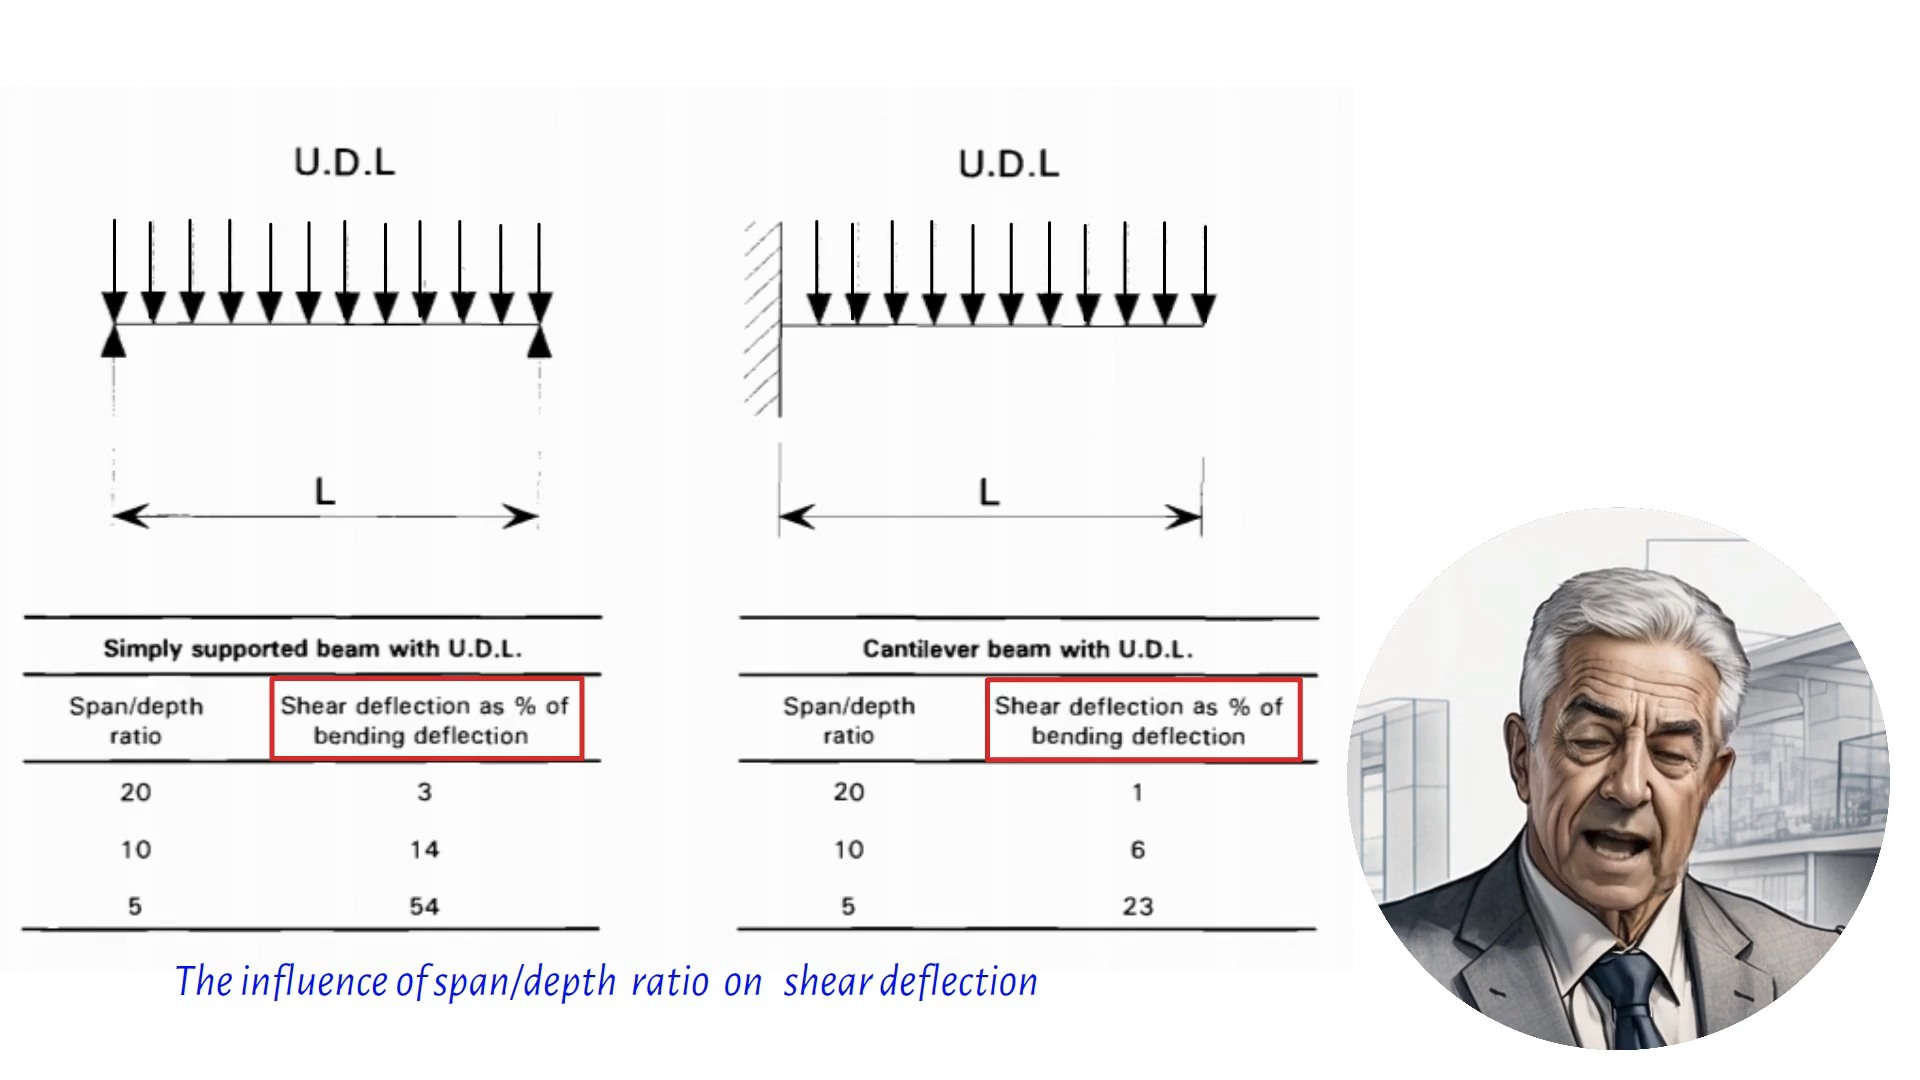 U.D.L
L
Simply supported beam with U.D.L.
Span/depth ratio
Shear deflection as % of
bending deflection
20 3
10 14
5 54
U.D.L
L
Cantilever beam with U.D.L.
Span/depth ratio
Shear deflection as % of
bending deflection
20 1
10 6
5 23
The influence of span/depth ratio on shear deflection